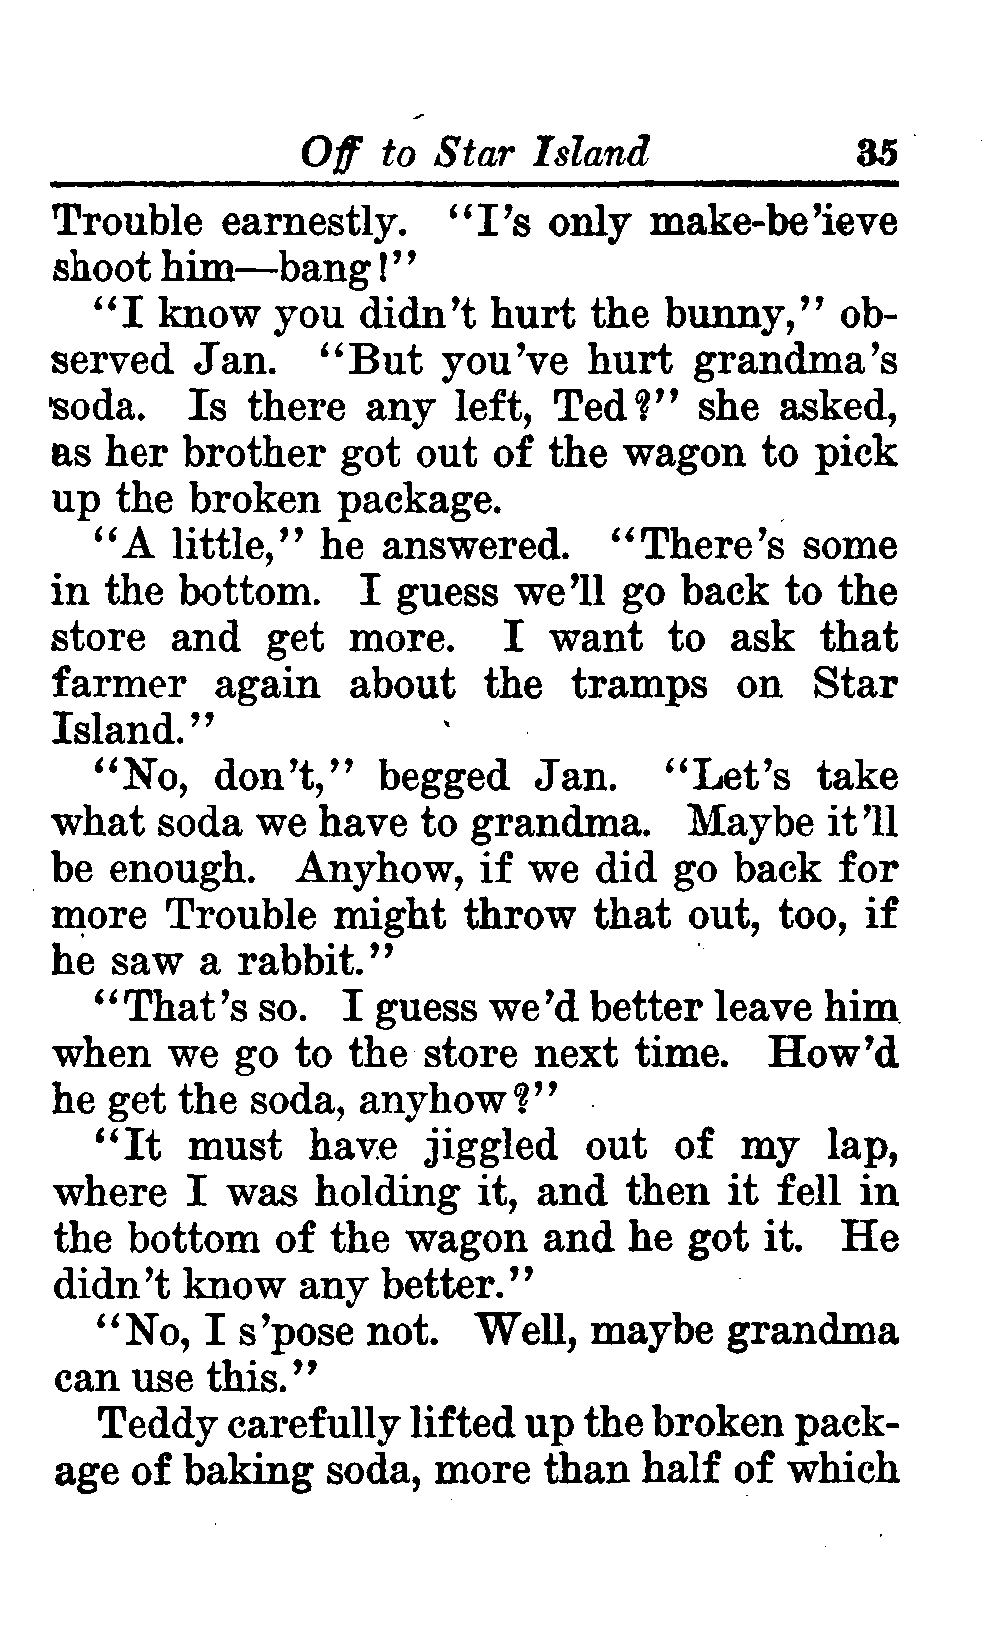 Off to Star Island 35
Trouble earnestly. "I's only make-be'ieve
shoot him—bang!"
"I know you didn't hurt the bunny," ob-
served Jan. "But you've hurt grandma's
soda. Is there any left, Ted?" she asked,
as her brother got out of the wagon to pick
up the broken package.
"A little," he answered. "There's some
in the bottom. I guess we'll go back to the
store and get more. I want to ask that
farmer again about the tramps on Star
Island."
"No, don't," begged Jan. "Let's take
what soda we have to grandma. Maybe it'll
be enough. Anyhow, if we did go back for
more Trouble might throw that out, too, if
he saw a rabbit."
"That's so. I guess we'd better leave him
when we go to the store next time. How'd
he get the soda, anyhow?"
"It must have jiggled out of my lap,
where I was holding it, and then it fell in
the bottom of the wagon and he got it. He
didn't know any better."
"No, I s'pose not. Well, maybe grandma
can use this."
Teddy carefully lifted up the broken pack-
age of baking soda, more than half of which